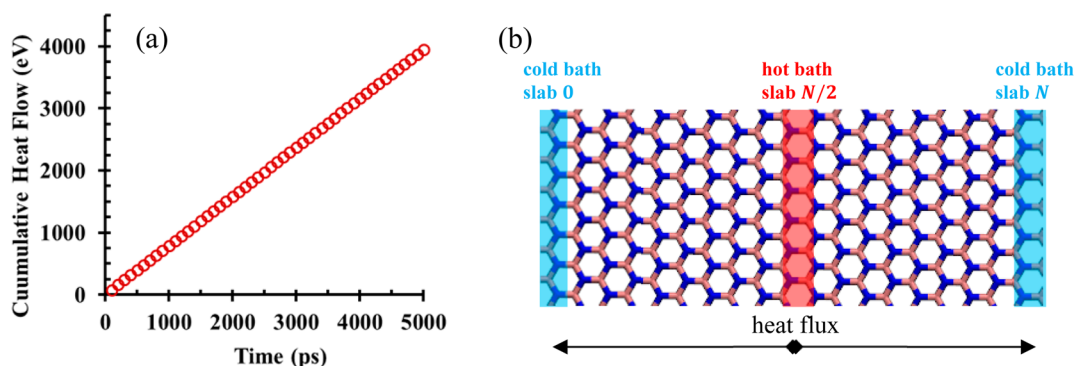 (a)
Cuumulative Heat Flow (eV)
4000
3000
2000
1000
0
0 1000 2000 3000 4000 5000
Time (ps)
(b)
cold bath
slab 0
hot bath
slab N/2
cold bath
slab N
heat flux